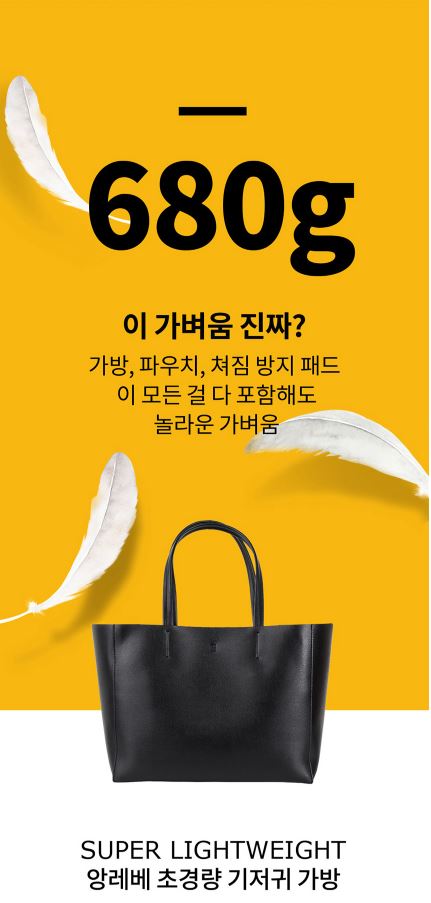 680g
이 가벼움 진짜?
가방, 파우치, 쳐짐 방지 패드
이 모든 걸 다 포함해도
놀라운 가벼움
SUPER LIGHTWEIGHT
앙레베 초경량 기저귀 가방